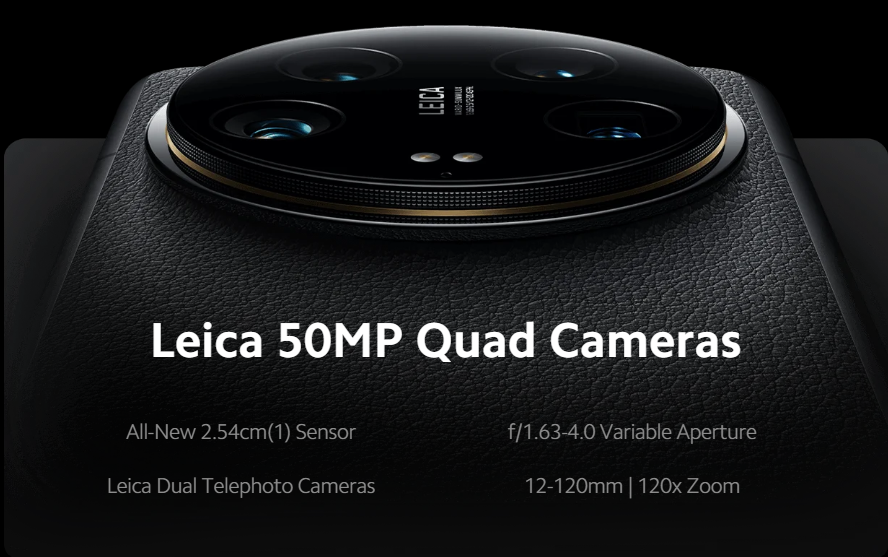 LEICA
Leica 50MP Quad Cameras
All-New 2.54cm(1) Sensor
f/1.63-4.0 Variable Aperture
Leica Dual Telephoto Cameras
12-120mm | 120x Zoom